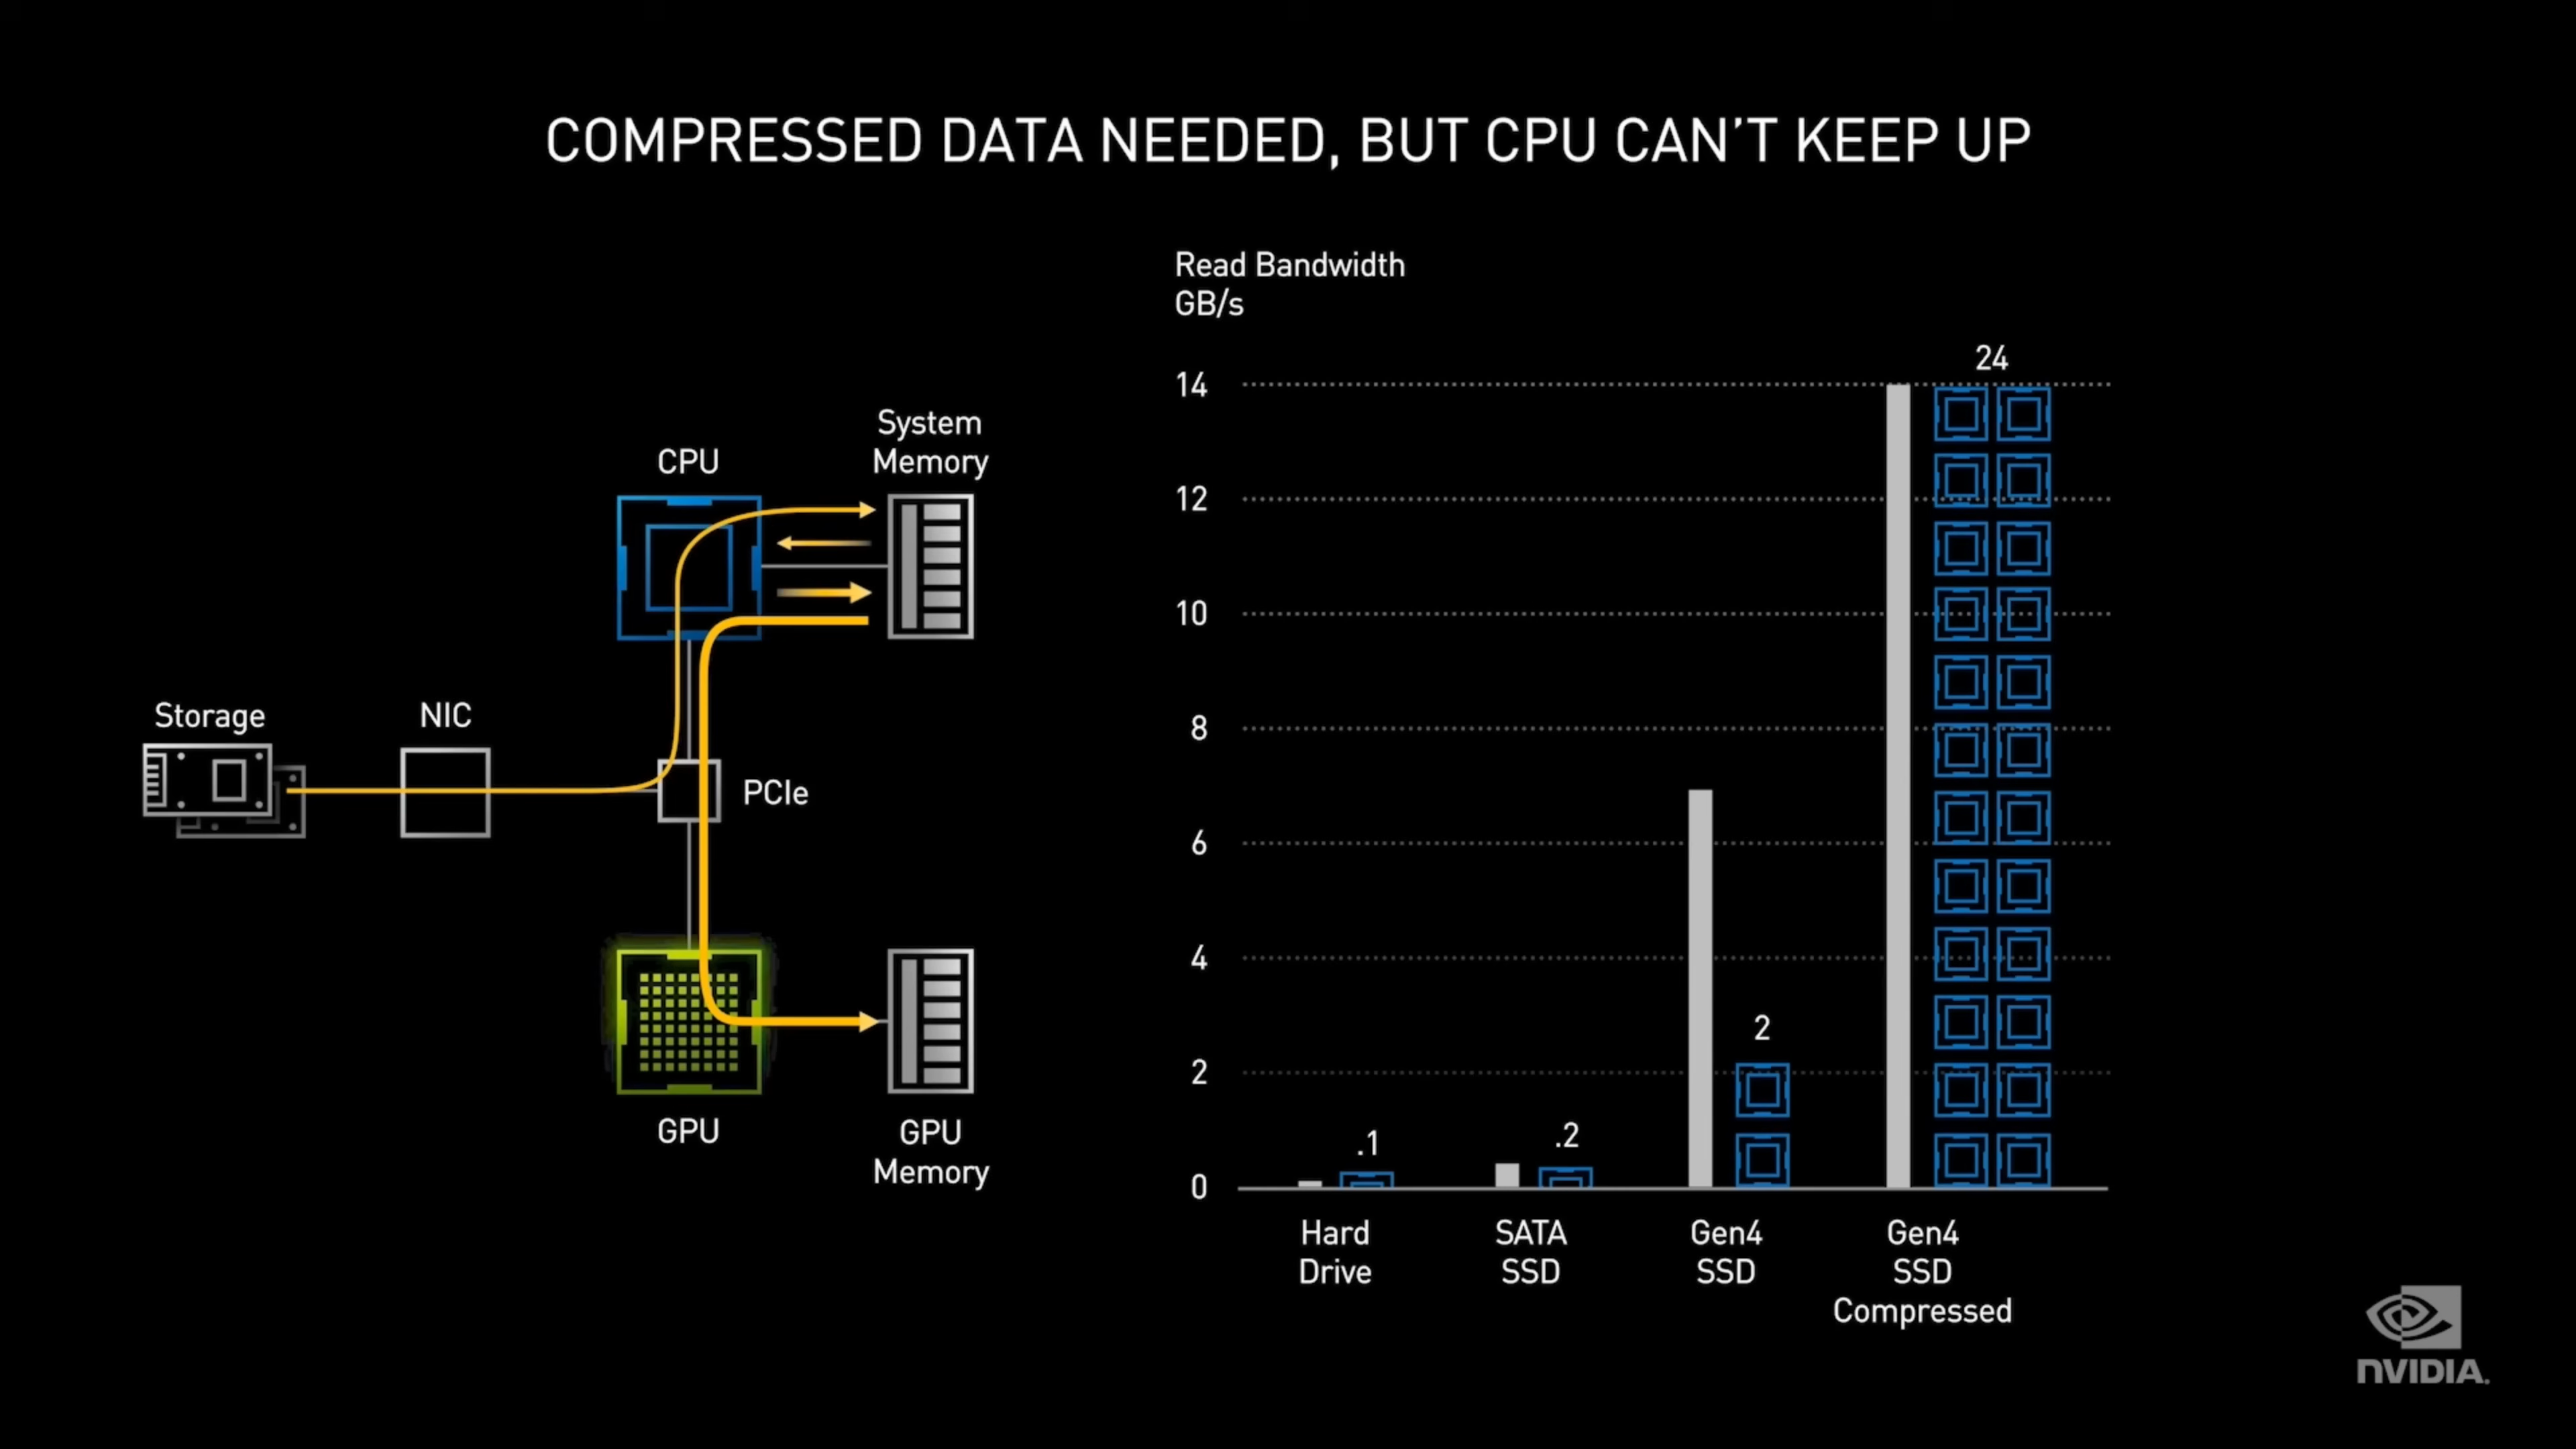 COMPRESSED DATA NEEDED, BUT CPU CAN'T KEEP UP
System
Memory
CPU
Storage
NIC
PCIe
GPU
GPU
Memory
Read Bandwidth
GB/s
14
12
10
8
6
4
2
0
.1
.2
2
24
Hard
Drive
SATA
SSD
Gen4
SSD
Gen4
SSD
Compressed
NVIDIA.